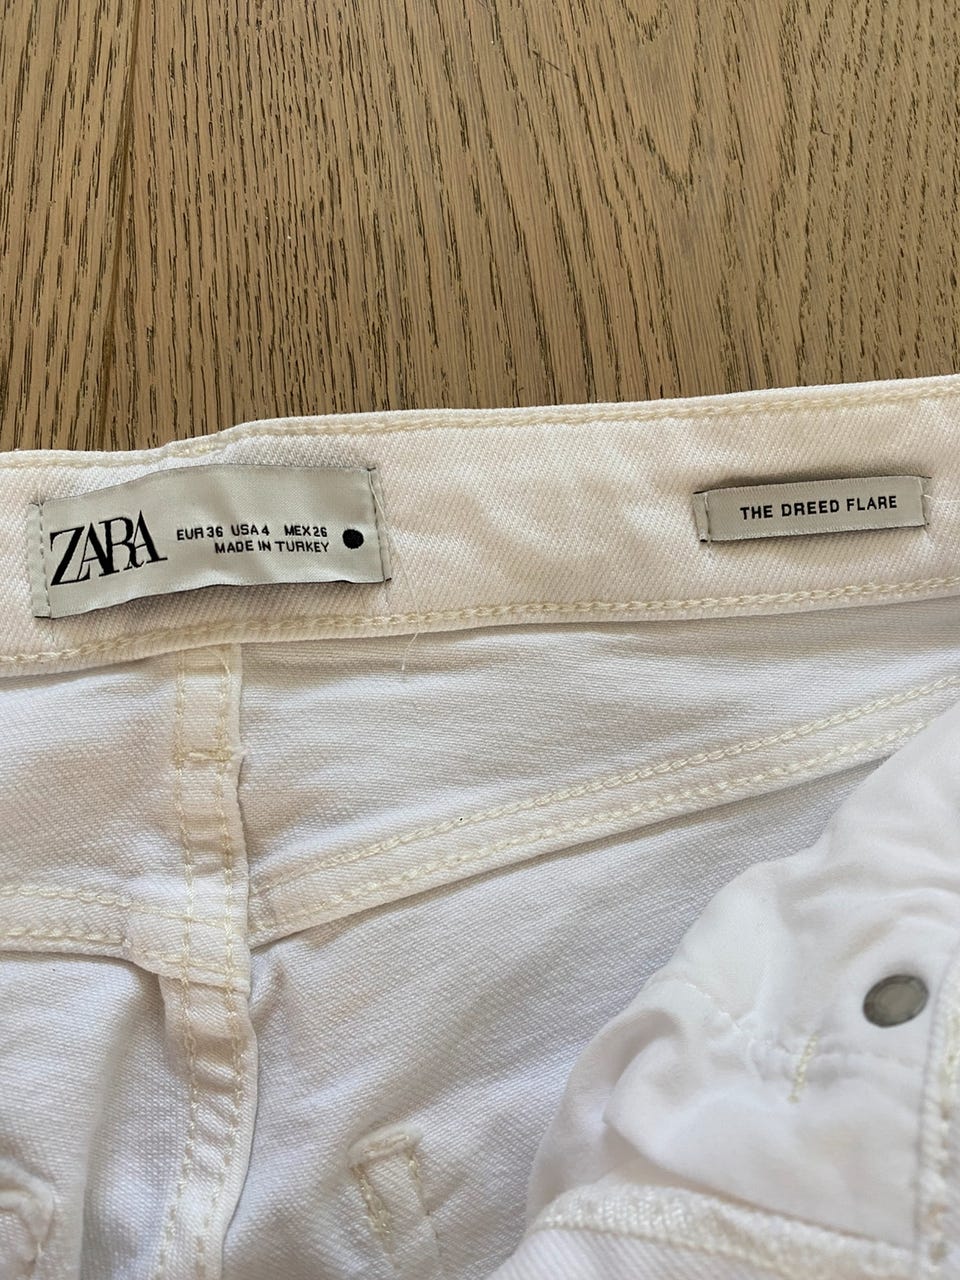 ZARA
EUR 36 USA 4 MEX 26
MADE IN TURKEY
THE DREED FLARE